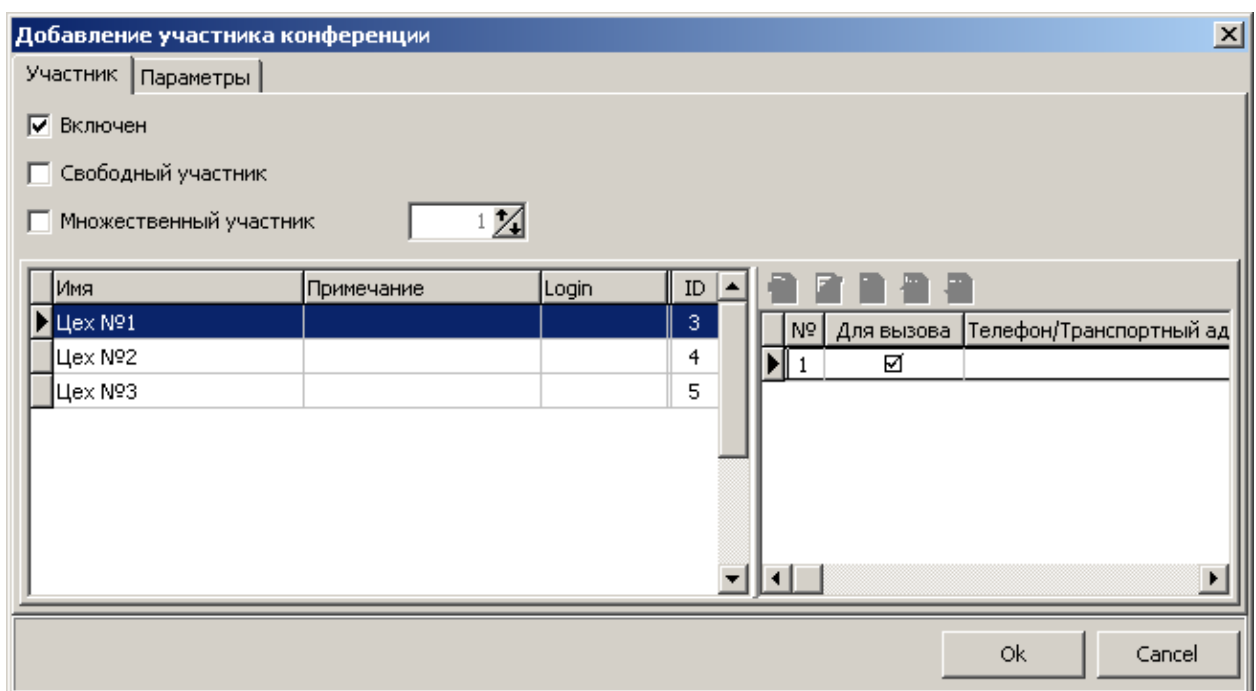 Добавление участника конференции
Участник Параметры
Включен
Свободный участник
Множественный участник 1
Имя Примечание Login ID
Цех №1 3
Цех №2 4
Цех №3 5
№ Для вызова Телефон/Транспортный ад
1
Ok Cancel